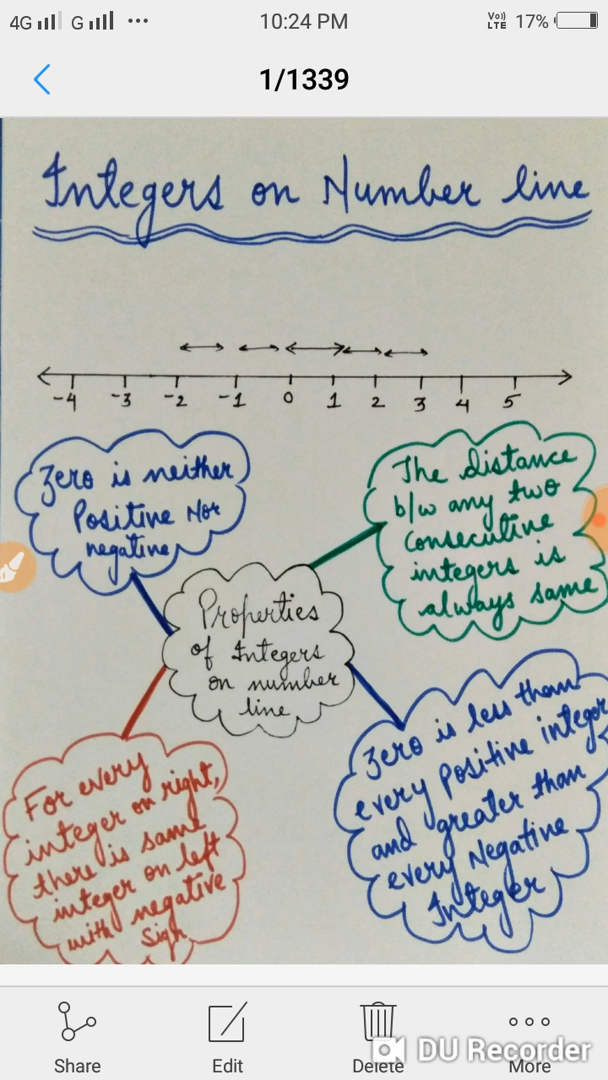 4G G ••• 10:24 PM Vo)) LTE 17%
1/1339
Integers on Number line
-4 -3 -2 -1 0 1 2 3 4 5
Zero is neither
Positive Nor
negative
The distance
b/w any two
consecutive
integers is
always same
Properties
of Integers
on number
line
For every
integer on right,
there is same
integer on left
with negative
Sign
Zero is less than
every positive integer
and greater than
every Negative
Integer
Share Edit Delete More
DU Recorder